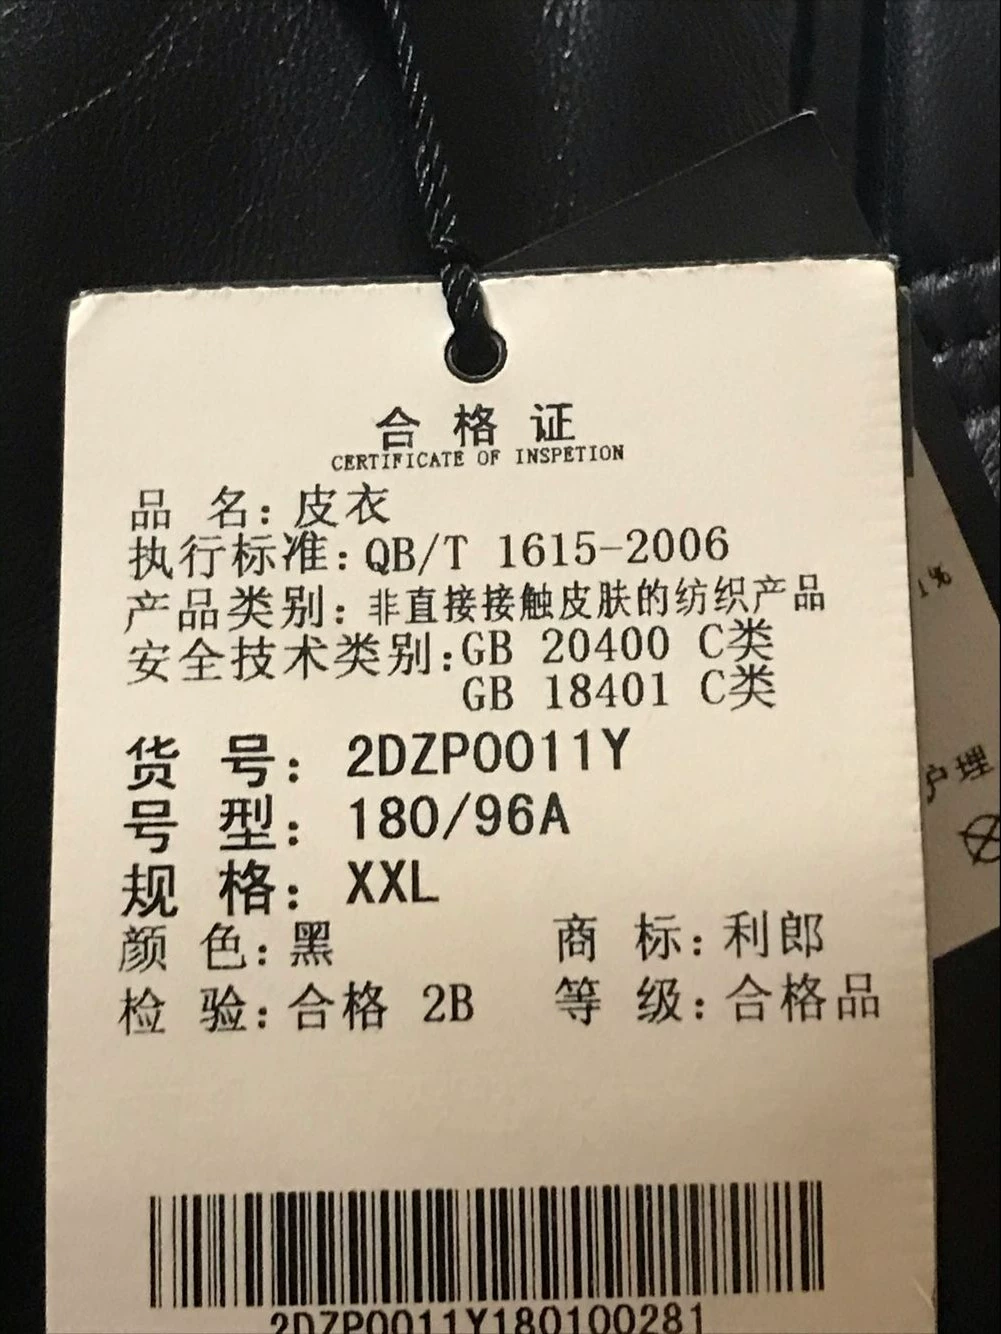 合格证
CERTIFICATE OF INSPETION
品 名: 皮衣
执行标准: QB/T 1615-2006
产品类别: 非直接接触皮肤的纺织产品
安全技术类别: GB 20400 C类
GB 18401 C类
货 号: 2DZP0011Y
号 型: 180/96A
规 格: XXL
颜 色: 黑 商 标: 利郎
检 验: 合格 2B 等 级: 合格品
2DZP0011Y180100281
1%
护理